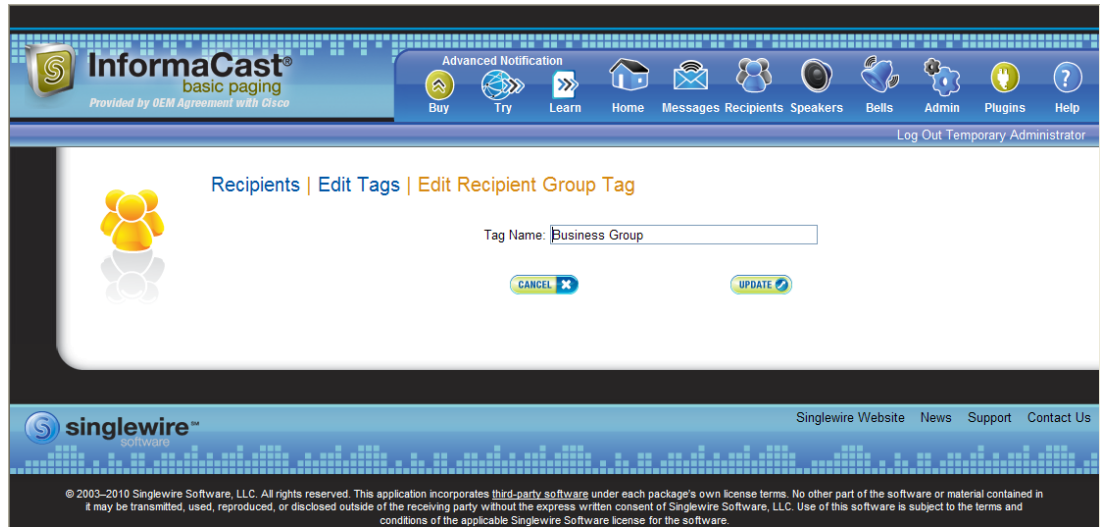 InformaCast®
basic paging
Provided by OEM Agreement with Cisco
Advanced Notification
Buy Try Learn Home Messages Recipients Speakers Bells Admin Plugins Help
Log Out Temporary Administrator
Recipients | Edit Tags | Edit Recipient Group Tag
Tag Name: Business Group
CANCEL UPDATE
singlewire℠
software
Singlewire Website News Support Contact Us
© 2003–2010 Singlewire Software, LLC. All rights reserved. This application incorporates third-party software under each package's own license terms. No other part of the software or material contained in
it may be transmitted, used, reproduced, or disclosed outside of the receiving party without the express written consent of Singlewire Software, LLC. Use of this software is subject to the terms and
conditions of the applicable Singlewire Software license for the software.